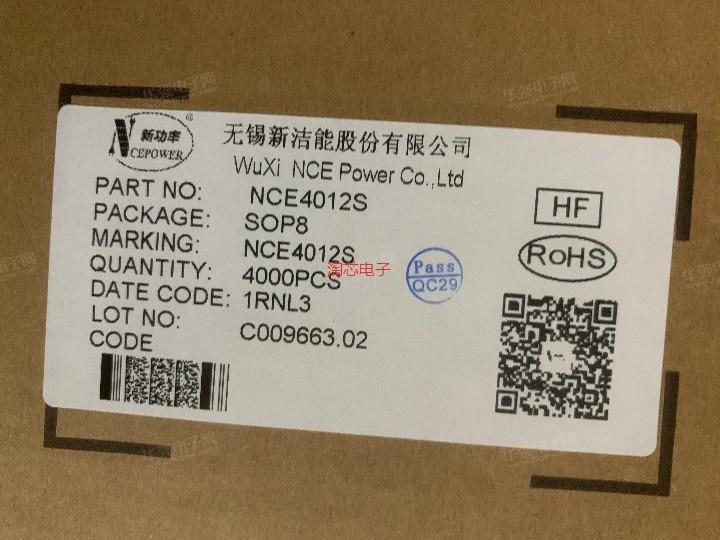 新功率
NCEPOWER
®
无锡新洁能股份有限公司
WuXi NCE Power Co.,Ltd
PART NO: NCE4012S
PACKAGE: SOP8
MARKING: NCE4012S
QUANTITY: 4000PCS
DATE CODE: 1RNL3
LOT NO: C009663.02
CODE
HF
RoHS
Pass
QC29
淘芯电子